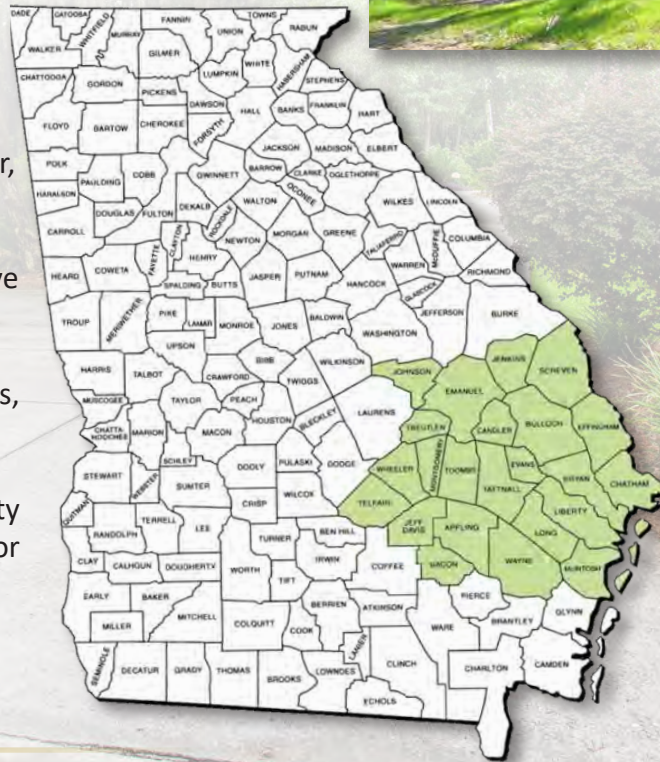 r,
ve
s,
ty
or
DADE
CATOOSA
WHITFIELD
MURRAY
FANNIN
TOWNS
UNION
RABUN
WALKER
GILMER
LUMPKIN
WHITE
HABERSHAM
STEPHENS
CHATTOOGA
GORDON
PICKENS
DAWSON
HALL
BANKS
FRANKLIN
HART
FLOYD
BARTOW
CHEROKEE
FORSYTH
JACKSON
MADISON
ELBERT
POLK
PAULDING
COBB
GWINNETT
BARROW
CLARKE
OGLETHORPE
HARALSON
DOUGLAS
FULTON
DEKALB
ROCKDALE
WALTON
OCONEE
WILKES
LINCOLN
CARROLL
CLAYTON
FAYETTE
HENRY
NEWTON
MORGAN
GREENE
TALIAFERRO
McDUFFIE
COLUMBIA
HEARD
COWETA
SPALDING
BUTTS
JASPER
PUTNAM
HANCOCK
WARREN
GLASCOCK
RICHMOND
TROUP
MERIWETHER
PIKE
LAMAR
MONROE
JONES
BALDWIN
WASHINGTON
JEFFERSON
BURKE
UPSON
BIBB
WILKINSON
HARRIS
TALBOT
CRAWFORD
TWIGGS
JOHNSON
JENKINS
SCREVEN
MUSCOGEE
TAYLOR
PEACH
HOUSTON
BLECKLEY
LAURENS
EMANUEL
CHATTA-
HOOCHEE
MARION
MACON
TREUTLEN
CANDLER
BULLOCH
EFFINGHAM
SCHLEY
DOOLY
PULASKI
DODGE
WHEELER
MONTGOMERY
TOOMBS
EVANS
STEWART
WEBSTER
SUMTER
CRISP
WILCOX
TELFAIR
TATTNALL
BRYAN
CHATHAM
QUITMAN
RANDOLPH
TERRELL
LEE
TURNER
BEN HILL
JEFF
DAVIS
APPLING
LONG
LIBERTY
CLAY
CALHOUN
DOUGHERTY
WORTH
TIFT
IRWIN
COFFEE
BACON
WAYNE
McINTOSH
EARLY
BAKER
MITCHELL
BERRIEN
ATKINSON
PIERCE
GLYNN
MILLER
COLQUITT
COOK
LANIER
WARE
BRANTLEY
SEMINOLE
DECATUR
GRADY
THOMAS
BROOKS
LOWNDES
CLINCH
CHARLTON
CAMDEN
ECHOLS